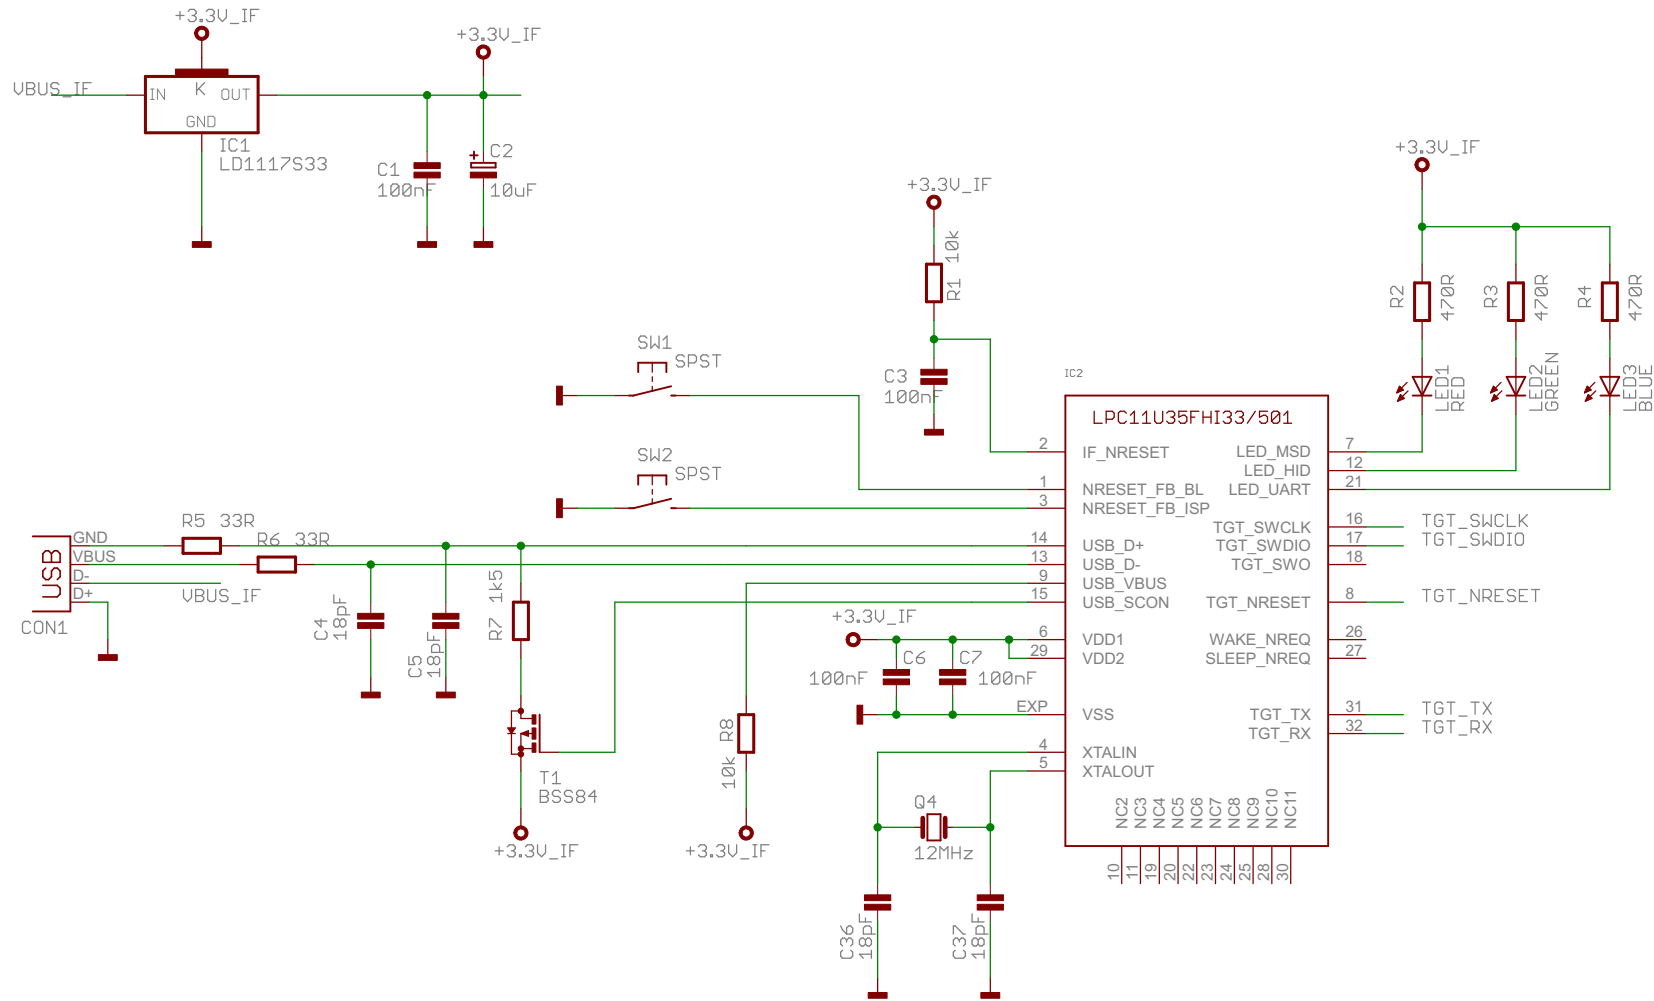 +3.3V_IF
+3.3V_IF
VBUS_IF
IN
K
OUT
GND
IC1
LD1117S33
C1
100nF
C2
10uF
+3.3V_IF
10k
R1
C3
100nF
+3.3V_IF
R2
470R
R3
470R
R4
470R
LED1
RED
LED2
GREEN
LED3
BLUE
SW1
SPST
SW2
SPST
IC2
LPC11U35FHI33/501
2
IF_NRESET
1
NRESET_FB_BL
3
NRESET_FB_ISP
14
USB_D+
13
USB_D-
9
USB_VBUS
15
USB_SCON
6
VDD1
29
VDD2
EXP
VSS
4
XTALIN
5
XTALOUT
LED_MSD
7
LED_HID
12
LED_UART
21
TGT_SWCLK
16
TGT_SWCLK
TGT_SWDIO
17
TGT_SWDIO
TGT_SWO
18
TGT_NRESET
8
TGT_NRESET
WAKE_NREQ
26
SLEEP_NREQ
27
TGT_TX
31
TGT_TX
TGT_RX
32
TGT_RX
NC2
NC3
NC4
NC5
NC6
NC7
NC8
NC9
NC10
NC11
10
11
19
20
22
23
24
25
28
30
USB
GND
VBUS
D-
D+
CON1
R5 33R
R6 33R
VBUS_IF
C4
18pF
C5
18pF
R7
1k5
T1
BSS84
+3.3V_IF
R8
10k
+3.3V_IF
+3.3V_IF
C6
100nF
C7
100nF
Q4
12MHz
C36
18pF
C37
18pF